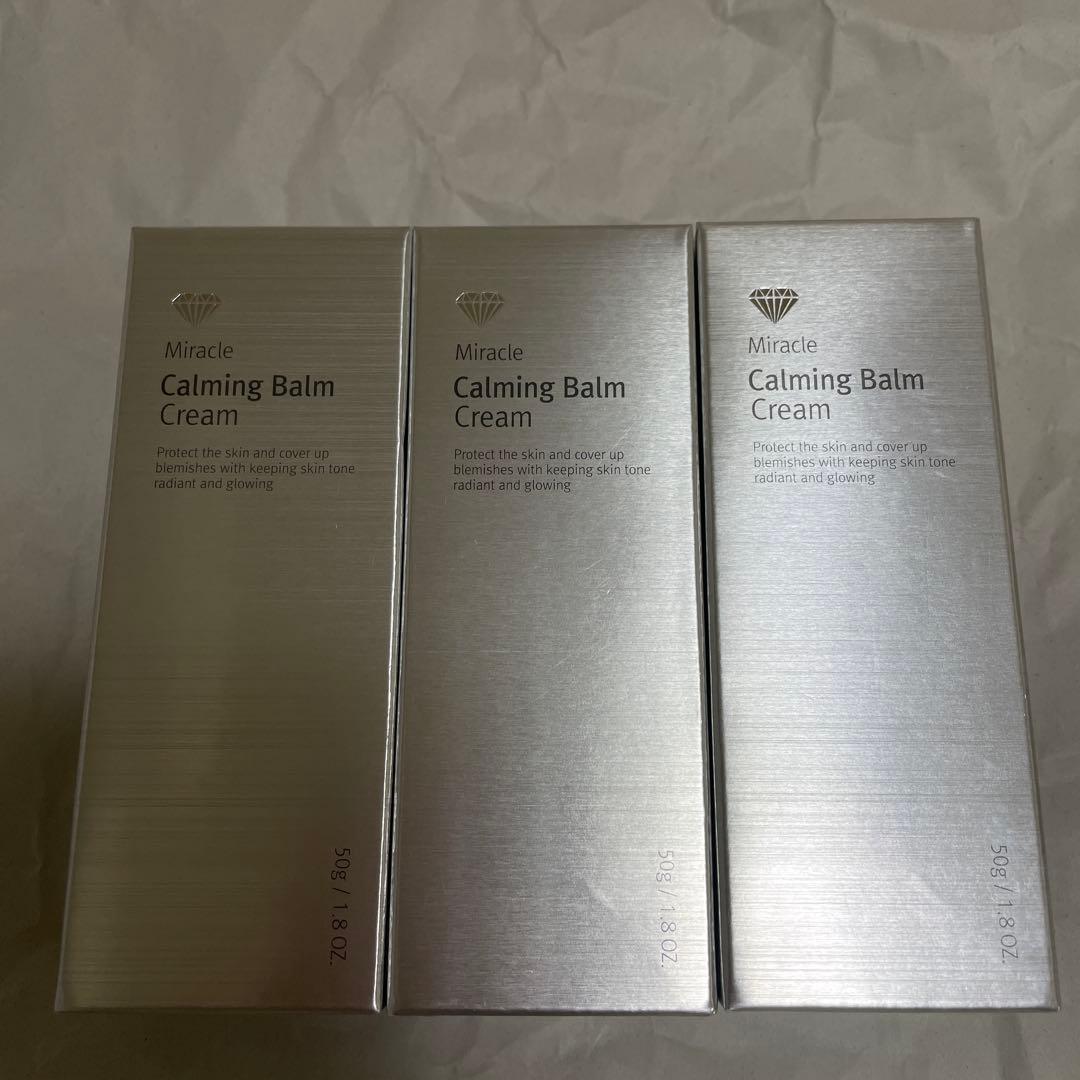 Miracle
Calming Balm
Cream
Protect the skin and cover up
blemishes with keeping skin tone
radiant and glowing
50g / 1.8 OZ.
Miracle
Calming Balm
Cream
Protect the skin and cover up
blemishes with keeping skin tone
radiant and glowing
50g / 1.8 OZ.
Miracle
Calming Balm
Cream
Protect the skin and cover up
blemishes with keeping skin tone
radiant and glowing
50g / 1.8 OZ.